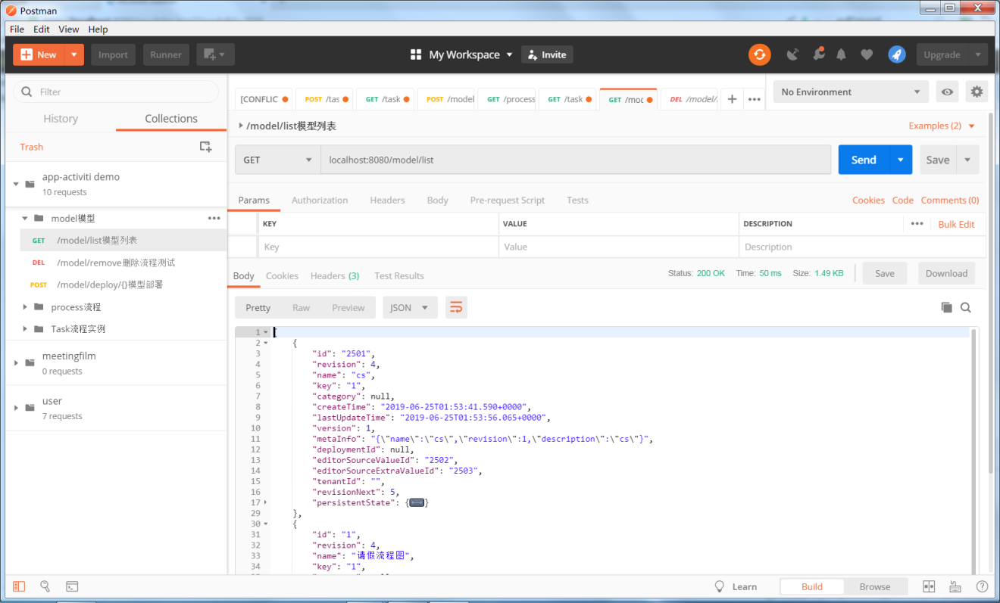 Postman
File Edit View Help
New Import Runner My Workspace Invite Upgrade
Filter
History Collections
Trash
app-activiti demo
10 requests
model模型
GET /model/list模型列表
DEL /model/remove删除流程测试
POST /model/deploy/{}模型部署
process流程
Task流程实例
meetingfilm
0 requests
user
7 requests
[CONFLIC POST /tas GET /task POST /model GET /process GET /task GET /moc DEL /model/
No Environment
/model/list模型列表 Examples (2)
GET localhost:8080/model/list Send Save
Params Authorization Headers Body Pre-request Script Tests Cookies Code Comments (0)
KEY VALUE DESCRIPTION Bulk Edit
Key Value Description
Body Cookies Headers (3) Test Results Status: 200 OK Time: 50 ms Size: 1.49 KB Save Download
Pretty Raw Preview JSON
1 [
2 {
3 "id": "2501",
4 "revision": 4,
5 "name": "cs",
6 "key": "1",
7 "category": null,
8 "createTime": "2019-06-25T01:53:41.590+0000",
9 "lastUpdateTime": "2019-06-25T01:53:56.065+0000",
10 "version": 1,
11 "metaInfo": "{\"name\":\"cs\",\"revision\":1,\"description\":\"cs\"}",
12 "deploymentId": null,
13 "editorSourceValueId": "2502",
14 "editorSourceExtraValueId": "2503",
15 "tenantId": "",
16 "revisionNext": 5,
17 "persistentState": {}
29 },
30 {
31 "id": "1",
32 "revision": 4,
33 "name": "请假流程图",
34 "key": "1",
Learn Build Browse